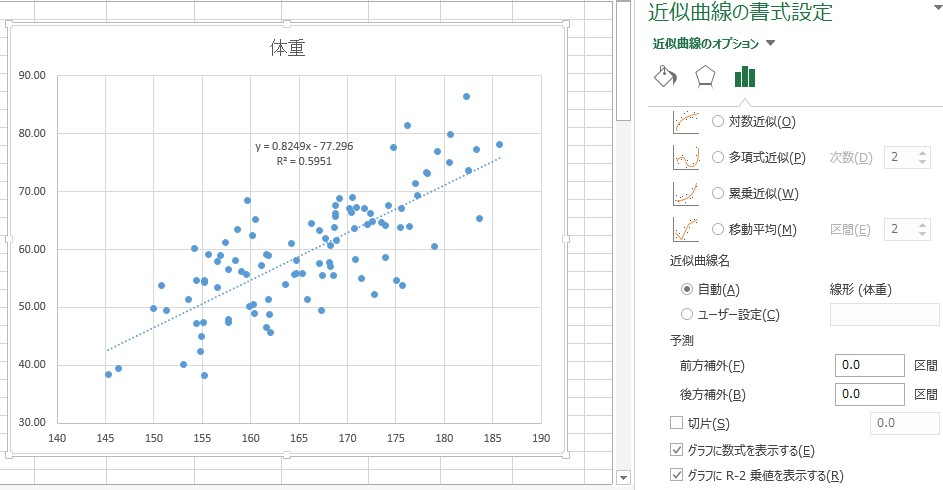 体重
90.00
80.00
70.00
60.00
50.00
40.00
30.00
140 145 150 155 160 165 170 175 180 185 190
y = 0.8249x - 77.296
R² = 0.5951
近似曲線の書式設定
近似曲線のオプション
対数近似(O)
多項式近似(P) 次数(D) 2
累乗近似(W)
移動平均(M) 区間(E) 2
近似曲線名
自動(A) 線形 (体重)
ユーザー設定(C)
予測
前方補外(F) 0.0 区間
後方補外(B) 0.0 区間
切片(S) 0.0
グラフに数式を表示する(E)
グラフに R-2 乗値を表示する(R)